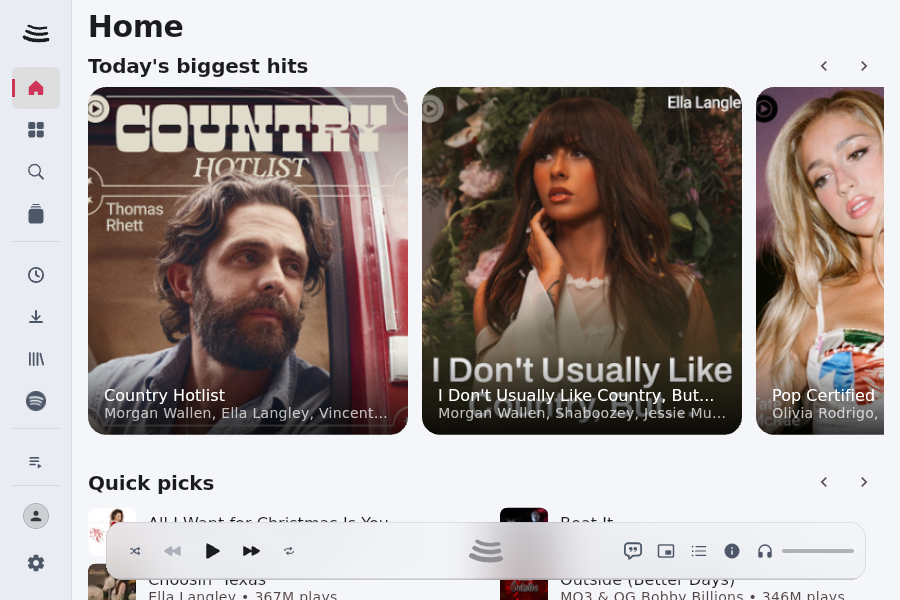 Home
Today's biggest hits
COUNTRY
HOTLIST
Thomas
Rhett
Country Hotlist
Morgan Wallen, Ella Langley, Vincent...
Ella Langle
I Don't Usually Like
I Don't Usually Like Country, But...
Morgan Wallen, Shaboozey, Jessie Mu...
Pop Certified
Olivia Rodrigo,
Quick picks
All I Want for Christmas Is You
Beat It
Choosin' Texas
Ella Langley • 367M plays
Outside (Better Days)
MO3 & OG Bobby Billions • 346M plays